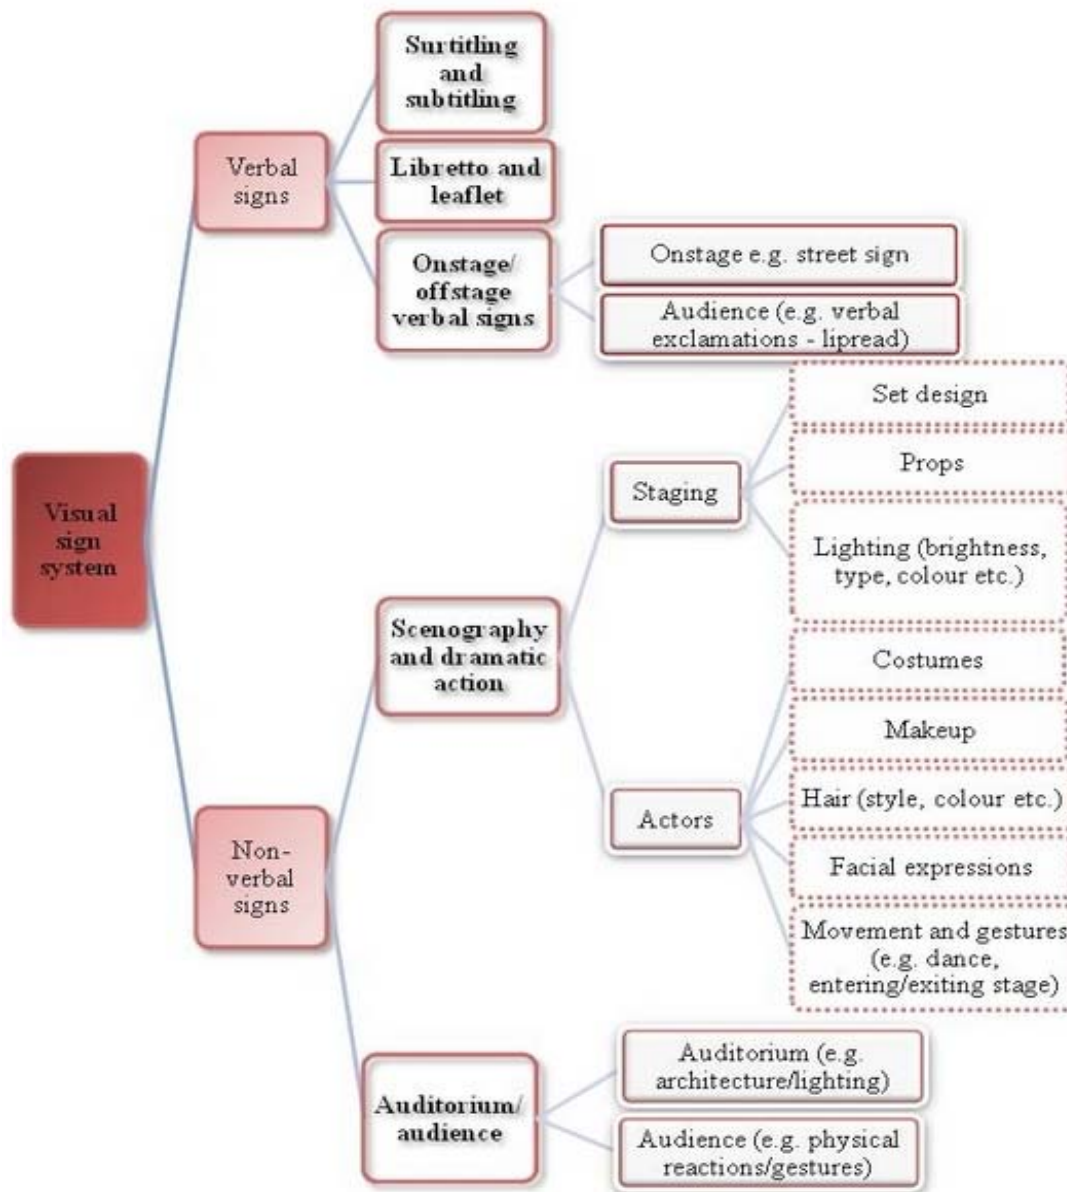 Surtitling
and
subtitling
Verbal
signs
Libretto and
leaflet
Onstage/
offstage
verbal signs
Onstage e.g. street sign
Audience (e.g. verbal
exclamations - lipread)
Visual
sign
system
Set design
Staging
Props
Lighting (brightness,
type, colour etc.)
Scenography
and dramatic
action
Costumes
Makeup
Actors
Hair (style, colour etc.)
Facial expressions
Movement and gestures
(e.g. dance,
entering/exiting stage)
Non-
verbal
signs
Auditorium/
audience
Auditorium (e.g.
architecture/lighting)
Audience (e.g. physical
reactions/gestures)